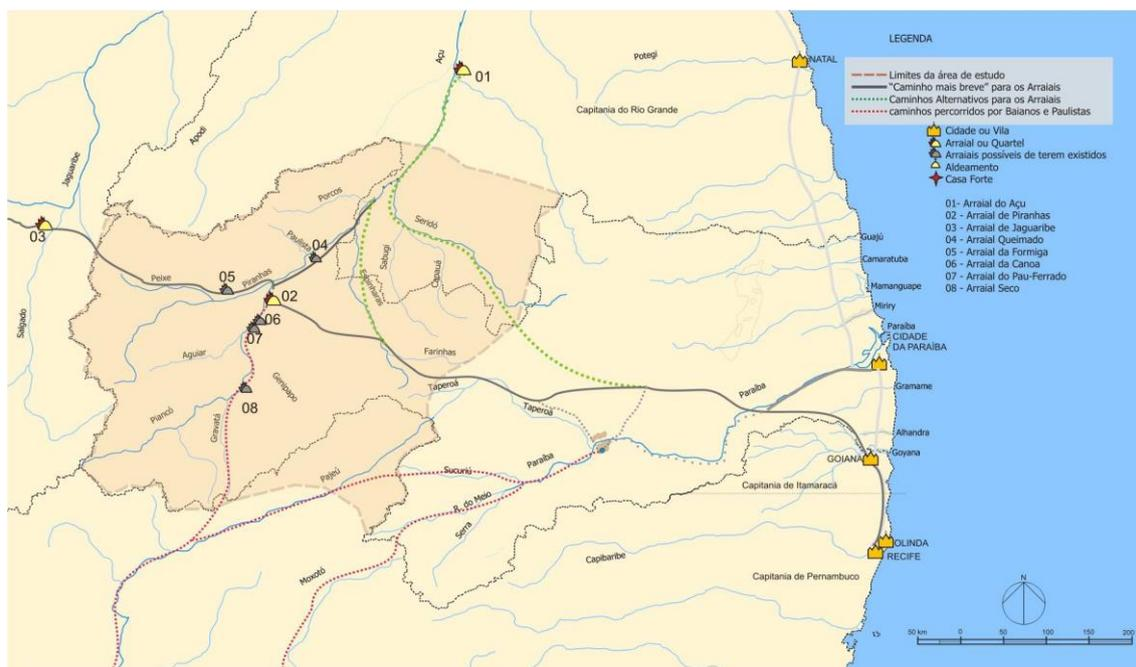 LEGENDA
Limites da área de estudo
"Caminho mais breve" para os Arraiais
Caminhos Alternativos para os Arraiais
caminhos percorridos por Baianos e Paulistas
Cidade ou Vila
Arraial ou Quartel
Arraiais possíveis de terem existidos
Aldeamento
Casa Forte
01- Arraial do Açu
02 - Arraial de Piranhas
03 - Arraial de Jaguaribe
04 - Arraial Queimado
05 - Arraial da Formiga
06 - Arraial da Canoa
07 - Arraial do Pau-Ferrado
08 - Arraial Seco
Açu
01
Potegi
NATAL
Capitania do Rio Grande
Apodi
Jaguaribe
03
Salgado
Porcos
Paulista
04
Seridó
Sabugi
Espinharas
Peixe
05
Piranhas
02
06
07
Aguiar
Genipapo
08
Piancó
Gravatá
Farinhas
Taperoá
Taperoá
Paraíba
Guajú
Camaratuba
Mamanguape
Miriry
Paraíba
CIDADE
DA PARAÍBA
Gramame
Alhandra
Goyana
GOIANA
Capitania de Itamaracá
Pajeú
Sucuriú
Paraíba
R. do Meio
Serra
Moxotó
Capibaribe
Capitania de Pernambuco
OLINDA
RECIFE
N
50 km 0 50 100 150 200